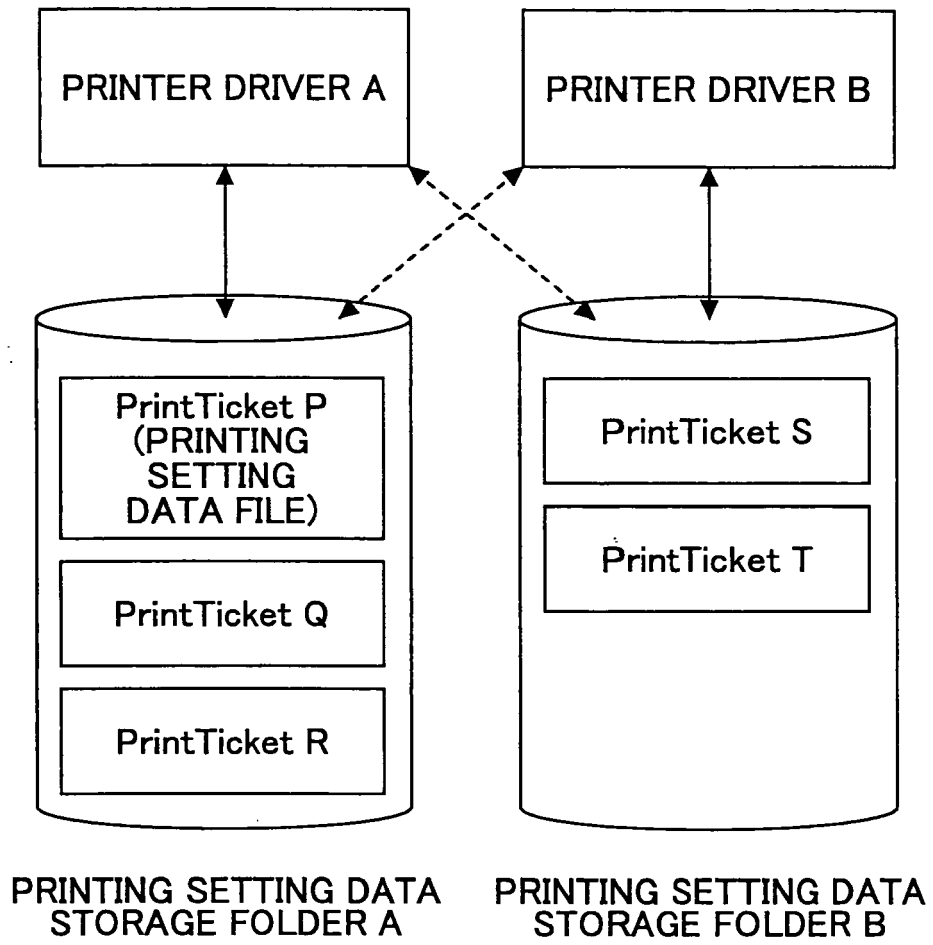 PRINTER DRIVER A
PRINTER DRIVER B
PrintTicket P
(PRINTING
SETTING
DATA FILE)
PrintTicket Q
PrintTicket R
PrintTicket S
PrintTicket T
PRINTING SETTING DATA
STORAGE FOLDER A
PRINTING SETTING DATA
STORAGE FOLDER B